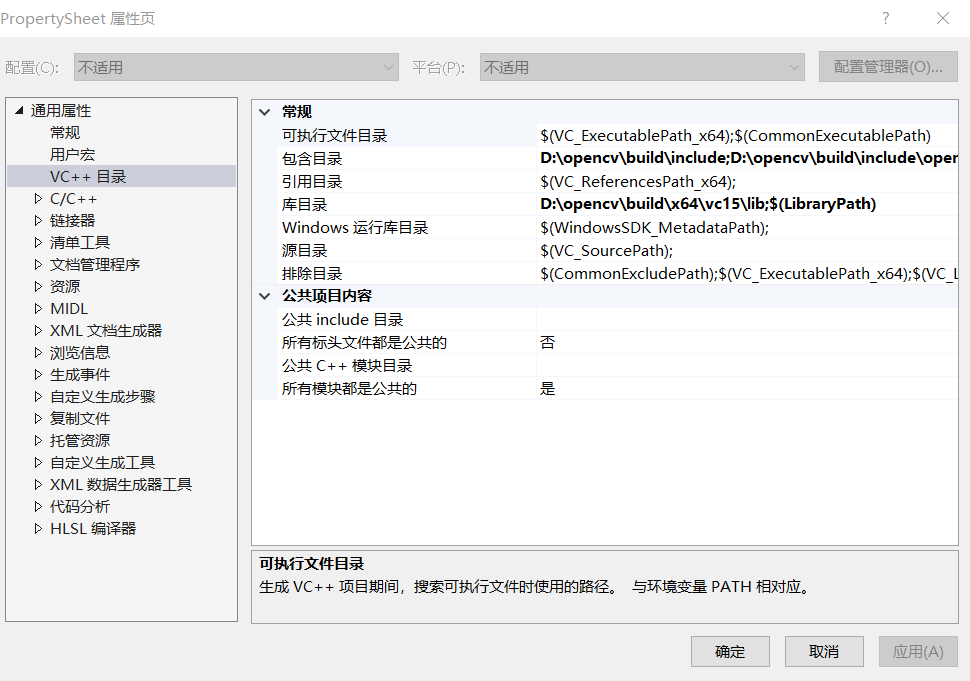 PropertySheet 属性页
配置(C): 不适用 平台(P): 不适用 配置管理器(O)...
通用属性
常规
用户宏
VC++ 目录
C/C++
链接器
清单工具
文档管理程序
资源
MIDL
XML 文档生成器
浏览信息
生成事件
自定义生成步骤
复制文件
托管资源
自定义生成工具
XML 数据生成器工具
代码分析
HLSL 编译器
常规
可执行文件目录 $(VC_ExecutablePath_x64);$(CommonExecutablePath)
包含目录 D:\opencv\build\include;D:\opencv\build\include\oper
引用目录 $(VC_ReferencesPath_x64);
库目录 D:\opencv\build\x64\vc15\lib;$(LibraryPath)
Windows 运行库目录 $(WindowsSDK_MetadataPath);
源目录 $(VC_SourcePath);
排除目录 $(CommonExcludePath);$(VC_ExecutablePath_x64);$(VC_L
公共项目内容
公共 include 目录
所有标头文件都是公共的 否
公共 C++ 模块目录
所有模块都是公共的 是
可执行文件目录
生成 VC++ 项目期间，搜索可执行文件时使用的路径。 与环境变量 PATH 相对应。
确定 取消 应用(A)